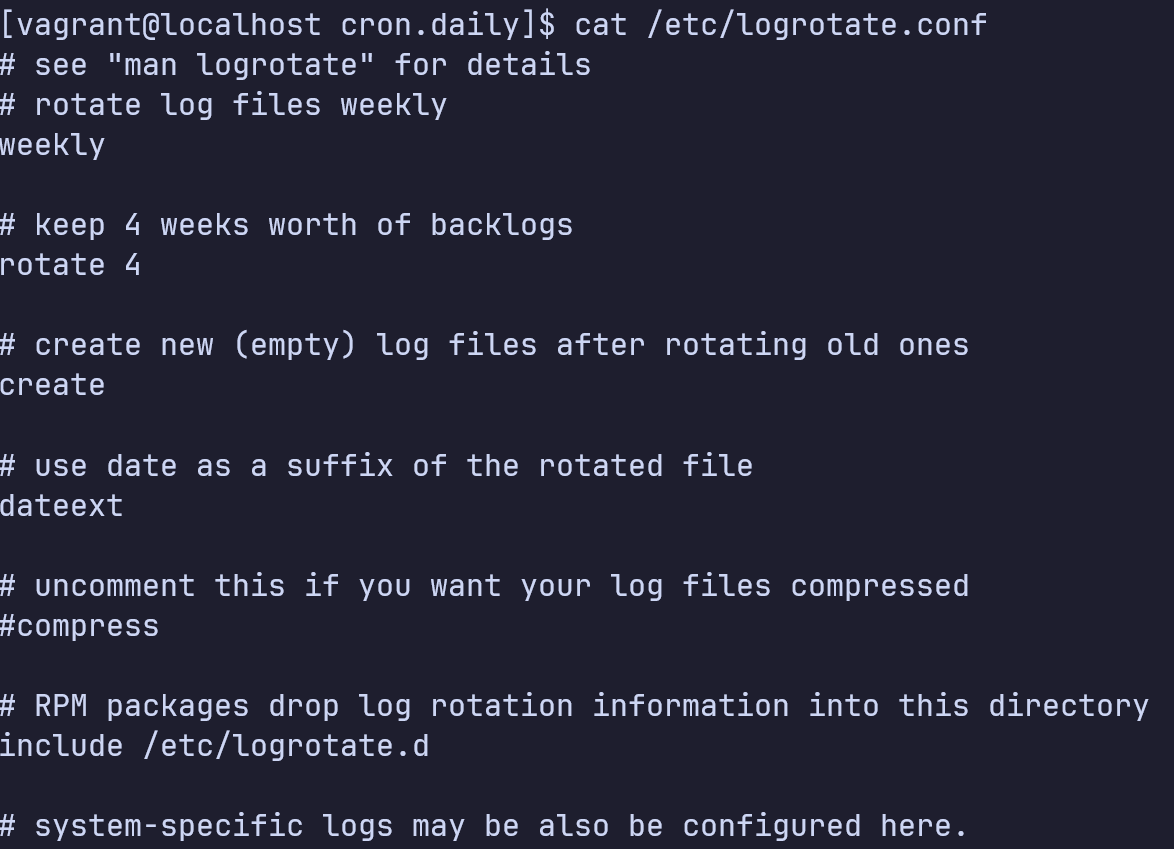 [vagrant@localhost cron.daily]$ cat /etc/logrotate.conf
# see "man logrotate" for details
# rotate log files weekly
weekly
# keep 4 weeks worth of backlogs
rotate 4
# create new (empty) log files after rotating old ones
create
# use date as a suffix of the rotated file
dateext
# uncomment this if you want your log files compressed
#compress
# RPM packages drop log rotation information into this directory
include /etc/logrotate.d
# system-specific logs may be also be configured here.